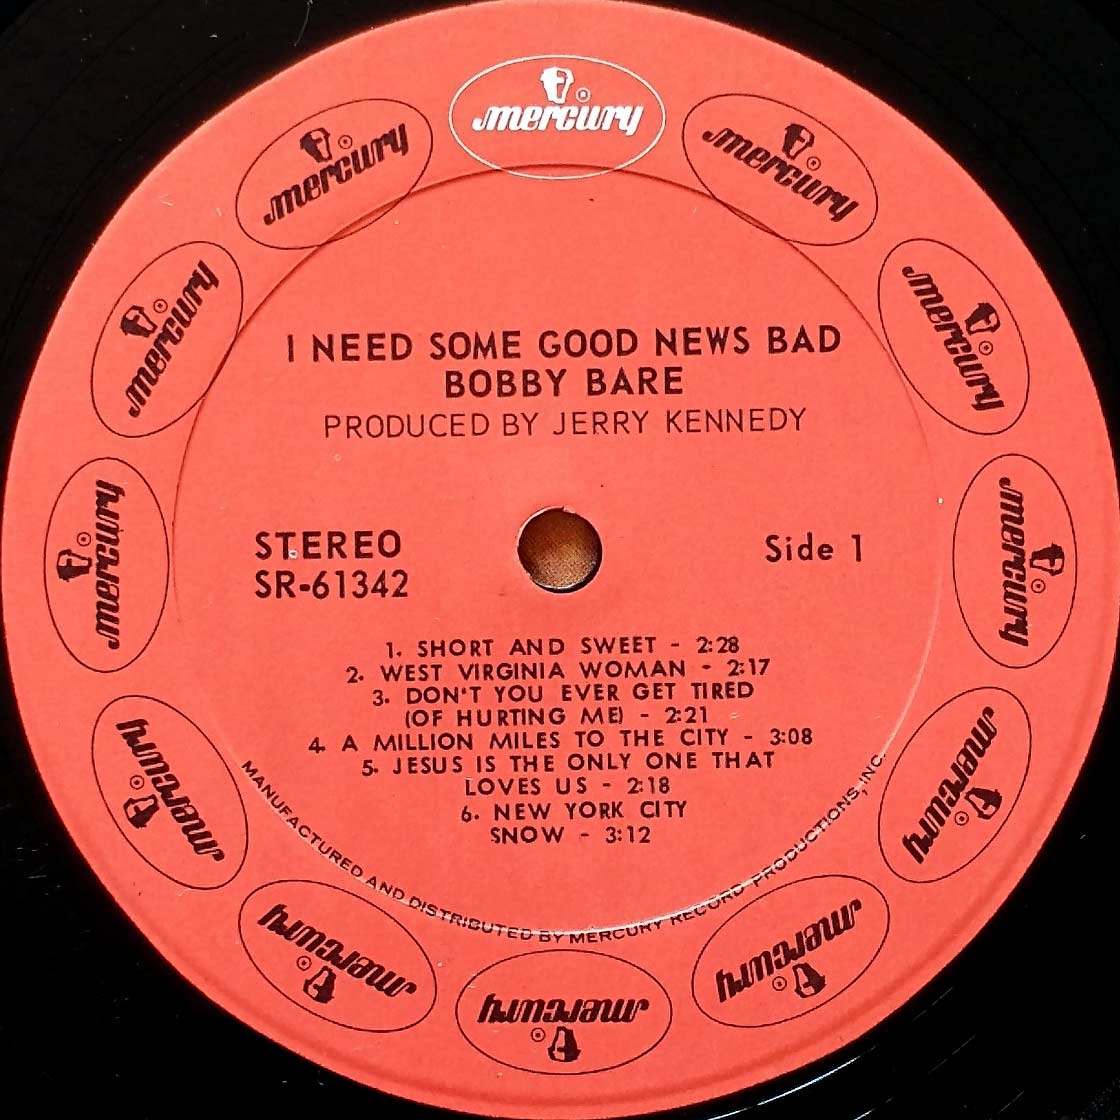 mercury
mercury
mercury
mercury
mercury
mercury
mercury
mercury
mercury
mercury
mercury
mercury
I NEED SOME GOOD NEWS BAD
BOBBY BARE
PRODUCED BY JERRY KENNEDY
STEREO
SR-61342
Side 1
1. SHORT AND SWEET - 2:28
2. WEST VIRGINIA WOMAN - 2:17
3. DON'T YOU EVER GET TIRED
(OF HURTING ME) - 2:21
4. A MILLION MILES TO THE CITY - 3:08
5. JESUS IS THE ONLY ONE THAT
LOVES US - 2:18
6. NEW YORK CITY
SNOW - 3:12
MANUFACTURED AND DISTRIBUTED BY MERCURY RECORD PRODUCTIONS, INC.